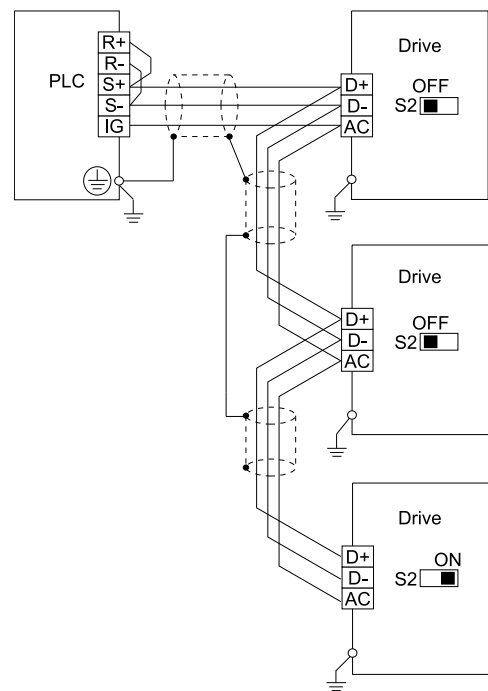 PLC
R+
R-
S+
S-
IG
Drive
OFF
S2
D+
D-
AC
Drive
OFF
S2
D+
D-
AC
Drive
ON
S2
D+
D-
AC